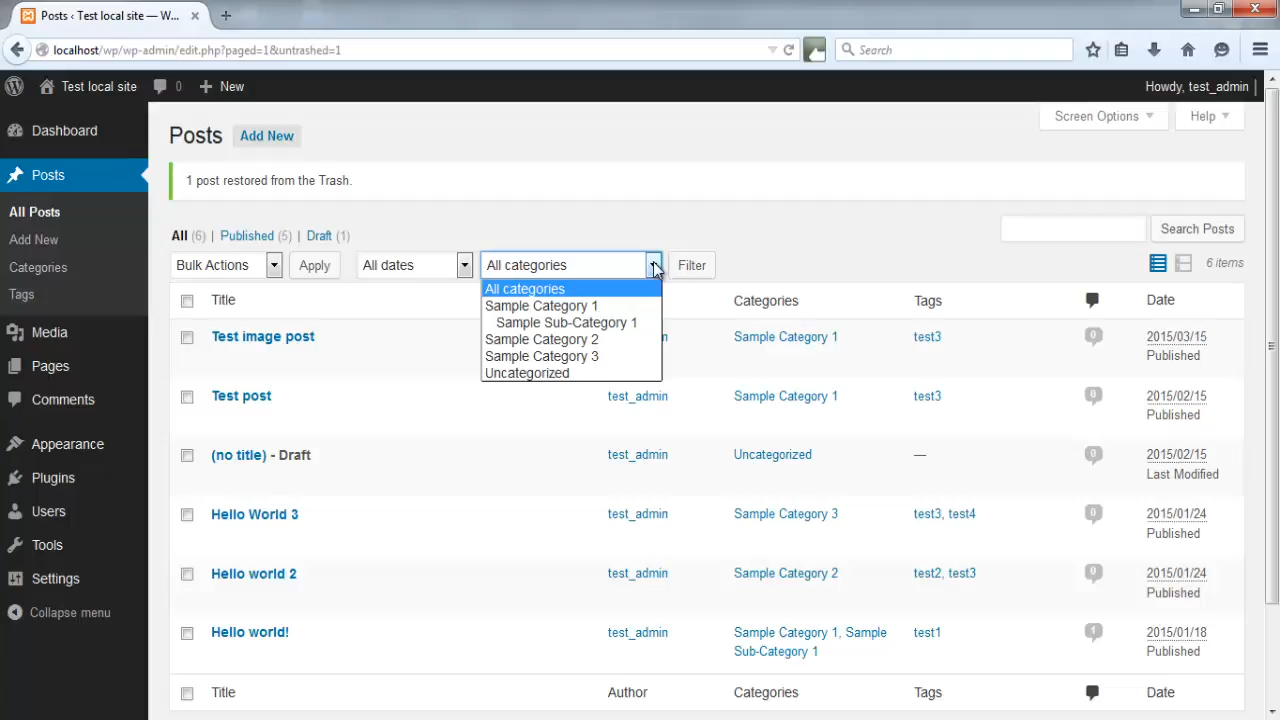 Posts ‹ Test local site — W...
localhost/wp/wp-admin/edit.php?paged=1&untrashed=1
Search
Test local site
0
New
Howdy, test_admin
Dashboard
Posts
All Posts
Add New
Categories
Tags
Media
Pages
Comments
Appearance
Plugins
Users
Tools
Settings
Collapse menu
Screen Options
Help
Posts
Add New
1 post restored from the Trash.
All (6) | Published (5) | Draft (1)
Search Posts
Bulk Actions
Apply
All dates
All categories
Filter
6 items
All categories
Sample Category 1
Sample Sub-Category 1
Sample Category 2
Sample Category 3
Uncategorized
Title Categories Tags Date
Test image post Sample Category 1 test3 0 2015/03/15
Published
Test post test_admin Sample Category 1 test3 0 2015/02/15
Published
(no title) - Draft test_admin Uncategorized — 0 2015/02/15
Last Modified
Hello World 3 test_admin Sample Category 3 test3, test4 0 2015/01/24
Published
Hello world 2 test_admin Sample Category 2 test2, test3 0 2015/01/24
Published
Hello world! test_admin Sample Category 1, Sample test1 1 2015/01/18
Sub-Category 1 Published
Title Author Categories Tags Date